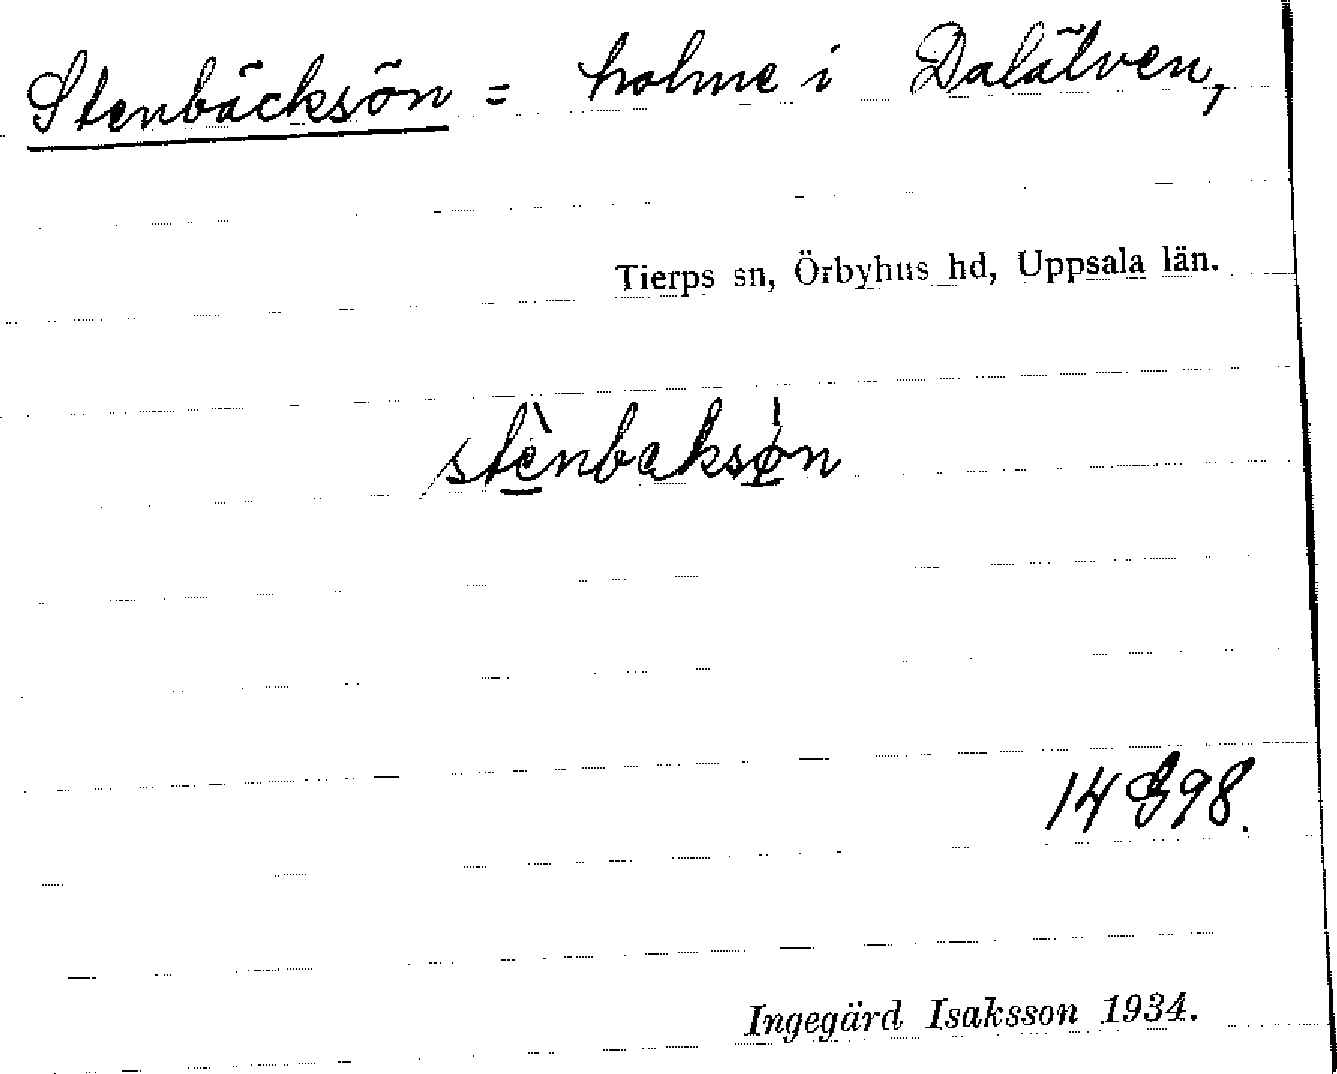 Stenbäcksön = holme i Dalälven,
Tierps sn, Örbyhus hd, Uppsala län.
stènbaksøn
14898.
Ingegärd Isaksson 1934.